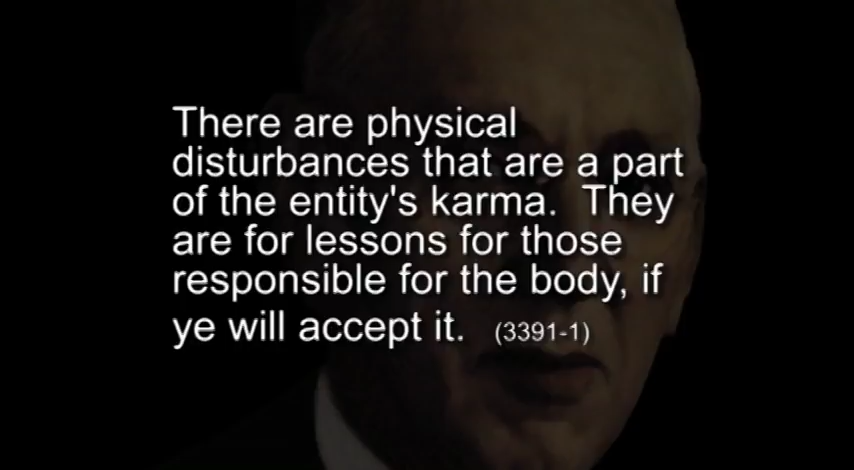 There are physical
disturbances that are a part
of the entity's karma.  They
are for lessons for those
responsible for the body, if
ye will accept it.  (3391-1)